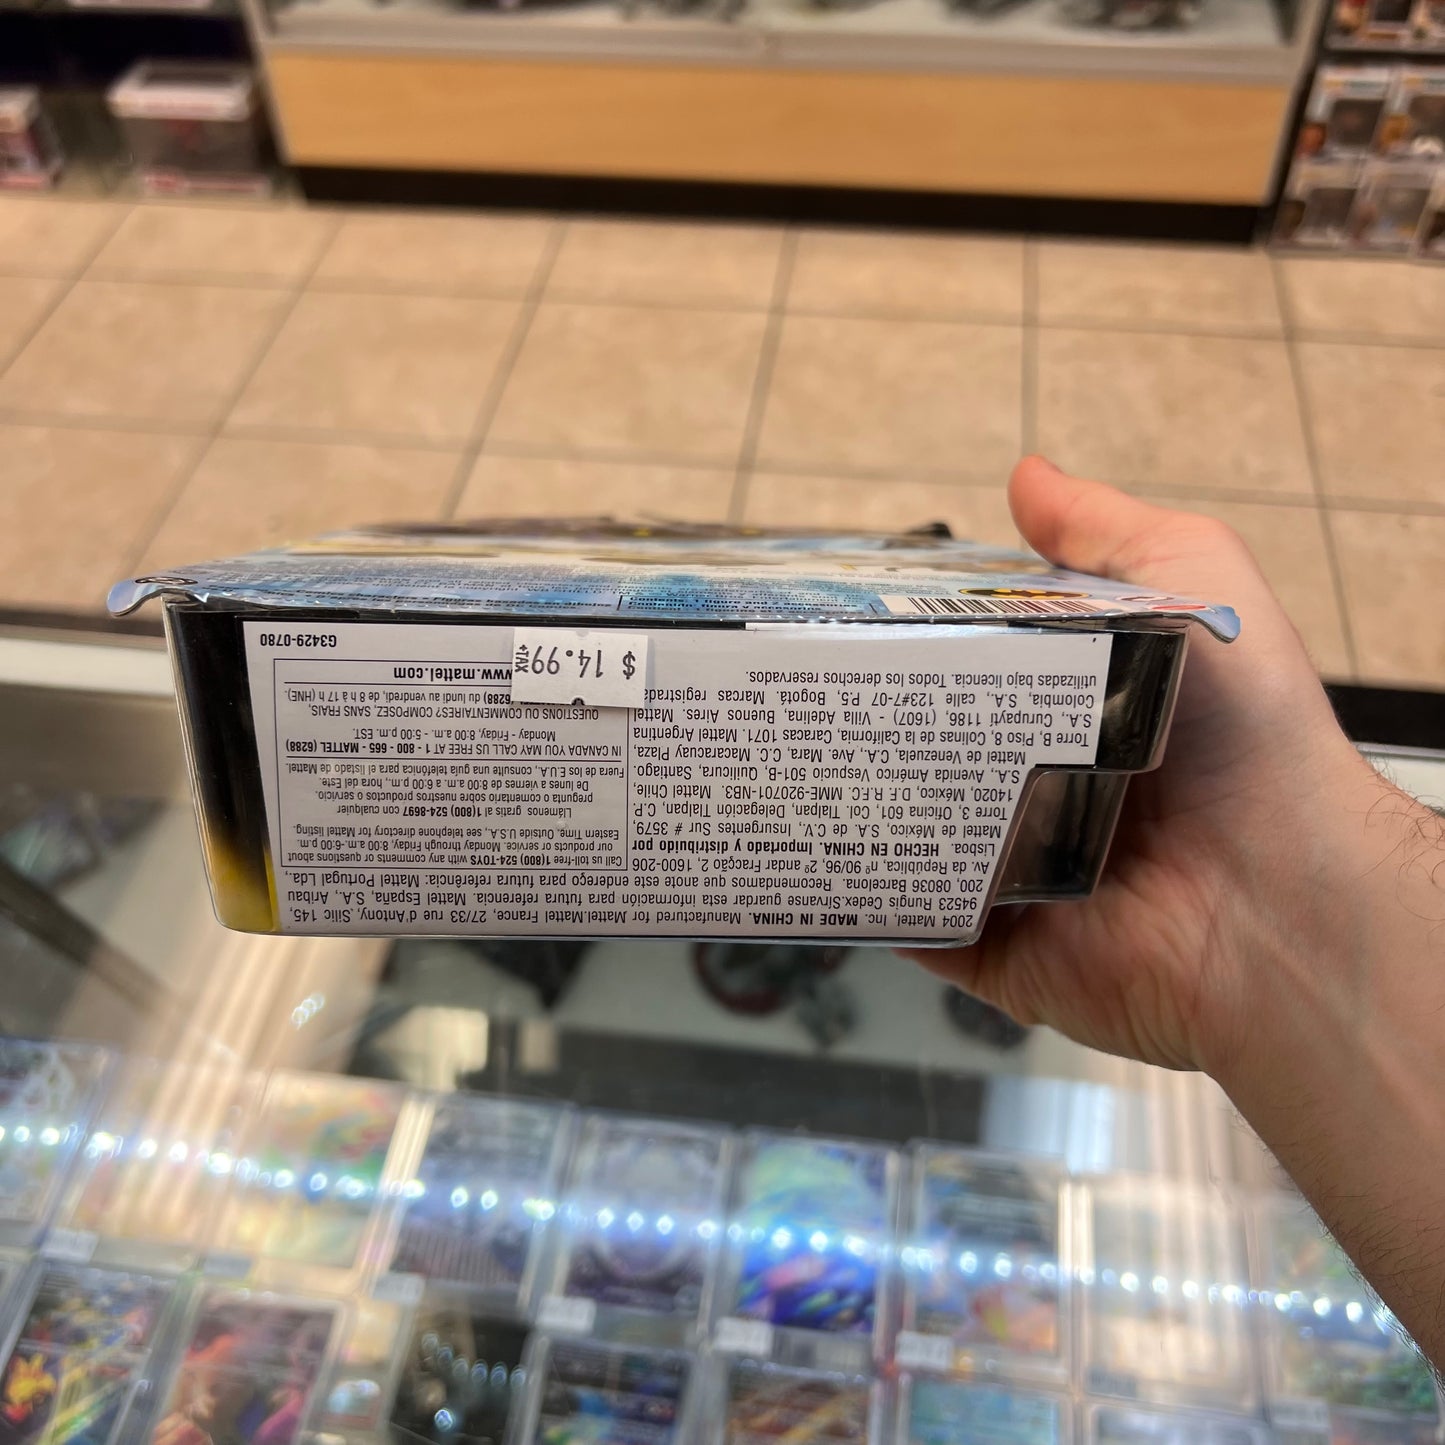 2004 Mattel, Inc. MADE IN CHINA. Manufactured for Mattel.Mattel France, 27/33 rue d'Antony, Silic 145,
94523 Rungis Cedex.Sírvanse guardar esta información para futura referencia. Mattel España, S.A., Aribau
200, 08036 Barcelona. Recomendamos que anote este endereço para futura referência: Mattel Portugal Lda.,
Av. da República, nº 90/96, 2º andar Fracção 2, 1600-206
Lisboa. HECHO EN CHINA. Importado y distribuido por
Mattel de México, S.A. de C.V., Insurgentes Sur # 3579,
Torre 3, Oficina 601, Col. Tlalpan, Delegación Tlalpan, C.P.
14020, México, D.F. R.F.C. MME-920701-NB3. Mattel Chile,
S.A., Avenida Américo Vespucio 501-B, Quilicura, Santiago.
Mattel de Venezuela, C.A., Ave. Mara, C.C. Macaracuay Plaza,
Torre B, Piso 8, Colinas de la California, Caracas 1071. Mattel Argentina
S.A., Curupaytí 1186, (1607) - Villa Adelina, Buenos Aires. Mattel
Colombia, S.A., calle 123#7-07 P.5, Bogotá. Marcas registrada
utilizadas bajo licencia. Todos los derechos reservados.
Call us toll-free 1(800) 524-TOYS with any comments or questions about
our products or service. Monday through Friday, 8:00 a.m.-6:00 p.m.
Eastern Time. Outside U.S.A., see telephone directory for Mattel listing.
Llámenos gratis al 1(800) 524-8697 con cualquier
pregunta o comentario sobre nuestros productos o servicio.
De lunes a viernes de 8:00 a.m. a 6:00 p.m., hora del Este.
Fuera de los E.U.A., consulte una guía telefónica para el listado de Mattel.
IN CANADA YOU MAY CALL US AT FREE 1 - 800 - 665 - MATTEL (6288)
Monday - Friday, 8:00 a.m. - 5:00 p.m. EST.
QUESTIONS OU COMMENTAIRES? COMPOSEZ, SANS FRAIS,
(6288) du lundi au vendredi, de 8 h à 17 h (HNE).
www.mattel.com
G3429-0780
$ 14.99
+TAX